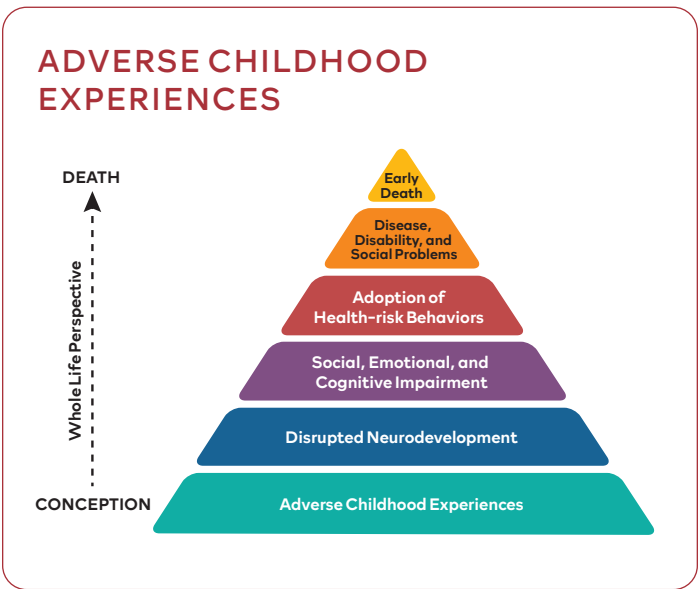 ADVERSE CHILDHOOD
EXPERIENCES
DEATH
Whole Life Perspective
CONCEPTION
Early
Death
Disease,
Disability, and
Social Problems
Adoption of
Health-risk Behaviors
Social, Emotional, and
Cognitive Impairment
Disrupted Neurodevelopment
Adverse Childhood Experiences